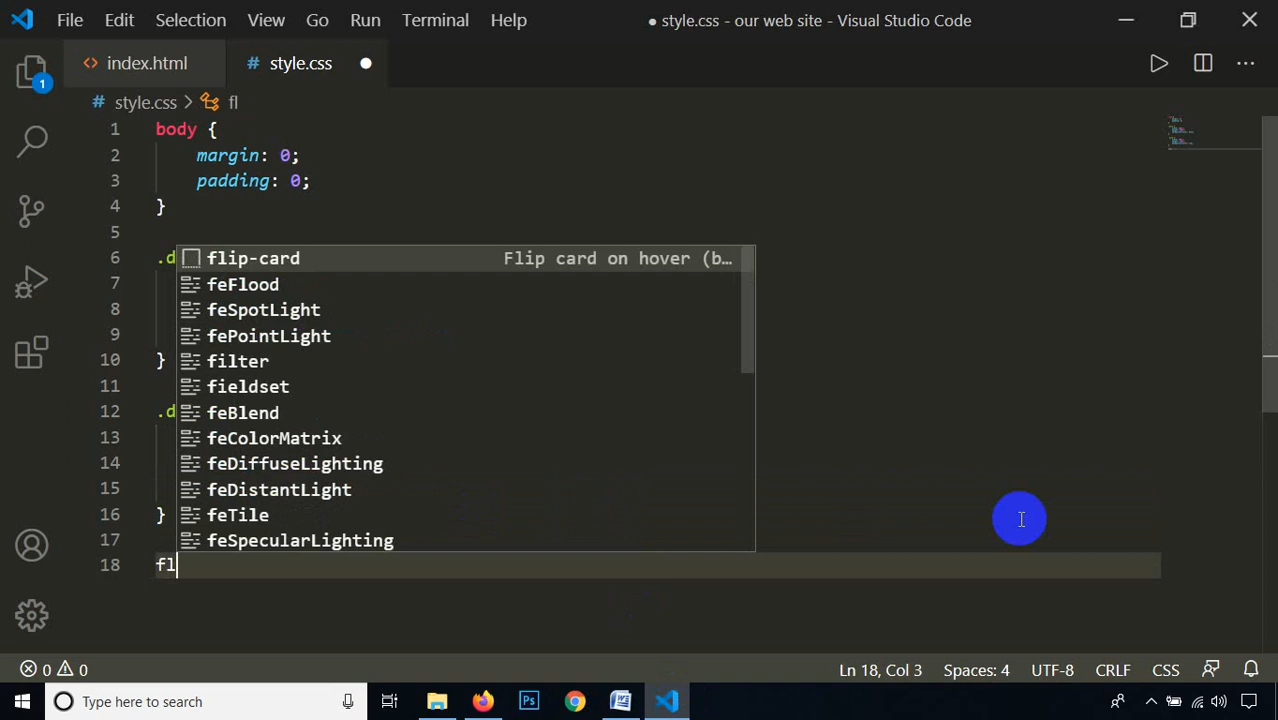 File Edit Selection View Go Run Terminal Help ● style.css - our web site - Visual Studio Code
index.html style.css ●
1
# style.css > fl
1 body {
2 margin: 0;
3 padding: 0;
4 }
5
6 .d
flip-card Flip card on hover (b…
7
feFlood
8
feSpotLight
9
fePointLight
10 }
filter
11
fieldset
12 .d
feBlend
13
feColorMatrix
14
feDiffuseLighting
15
feDistantLight
16 }
feTile
17
feSpecularLighting
18 fl
0 0 Ln 18, Col 3 Spaces: 4 UTF-8 CRLF CSS
Type here to search